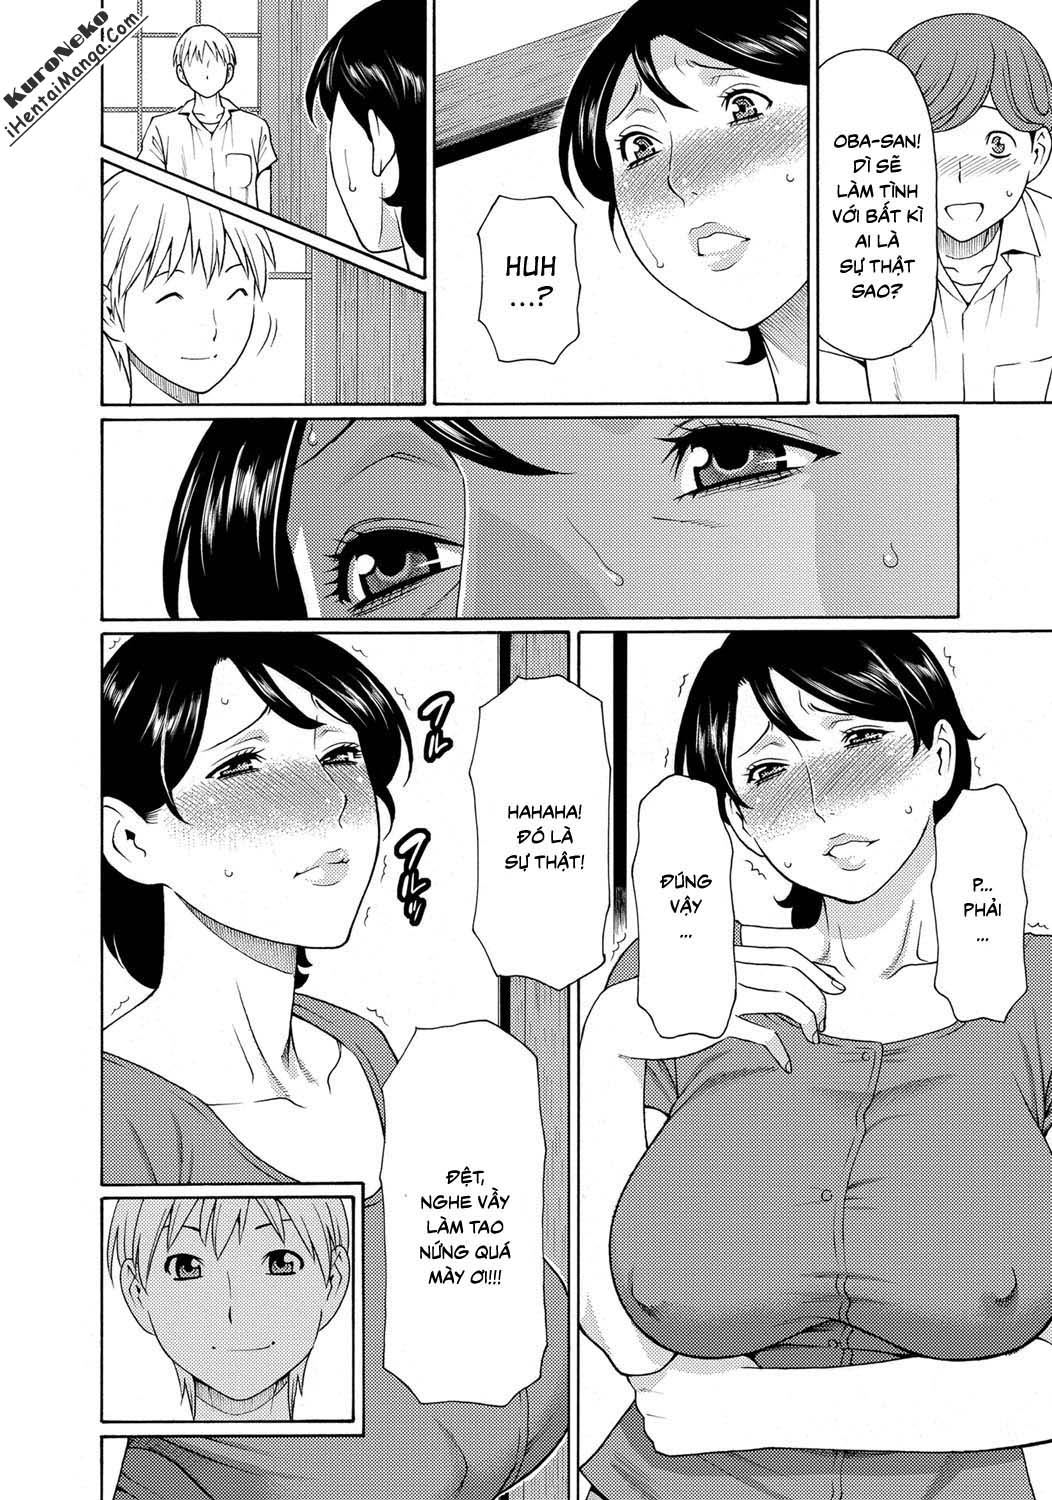 KuroNeko
iHentaiManga.Com
OBA-SAN!
DÌ SẼ
LÀM TÌNH
VỚI BẤT KÌ
AI LÀ
SỰ THẬT
SAO?
HUH
...?
P...
PHẢI
...
ĐÚNG
VẬY
...
HAHAHA!
ĐÓ LÀ
SỰ THẬT!
ĐỆT,
NGHE VẦY
LÀM TAO
NỨNG QUÁ
MÀY ƠI!!!